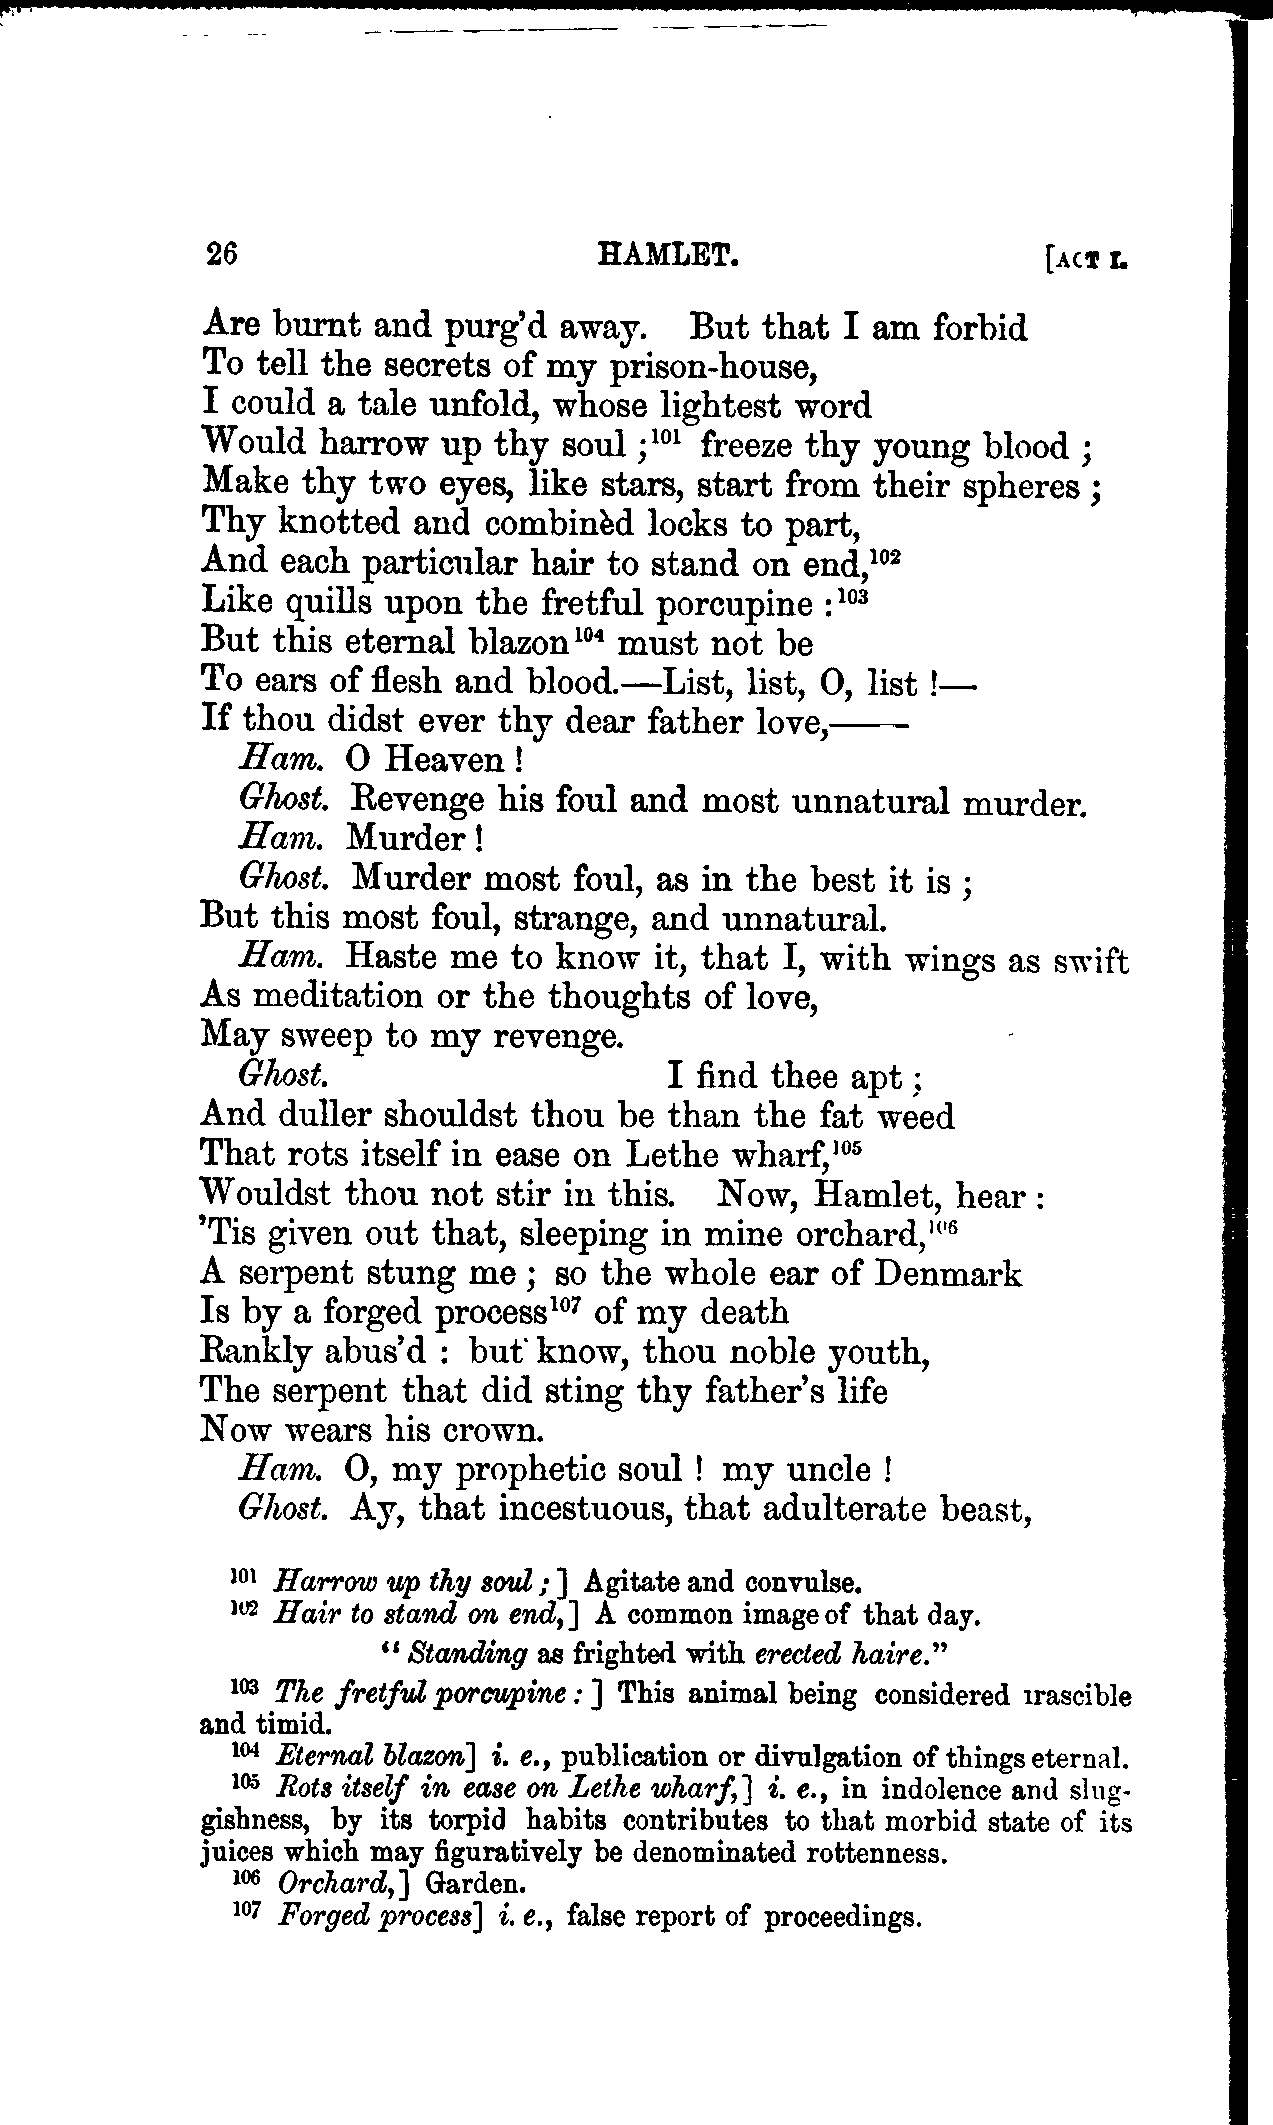 26 HAMLET. [ACT I.
Are burnt and purg'd away. But that I am forbid
To tell the secrets of my prison-house,
I could a tale unfold, whose lightest word
Would harrow up thy soul ;¹⁰¹ freeze thy young blood ;
Make thy two eyes, like stars, start from their spheres ;
Thy knotted and combinèd locks to part,
And each particular hair to stand on end,¹⁰²
Like quills upon the fretful porcupine :¹⁰³
But this eternal blazon¹⁰⁴ must not be
To ears of flesh and blood.—List, list, O, list !—
If thou didst ever thy dear father love,——
Ham. O Heaven !
Ghost. Revenge his foul and most unnatural murder.
Ham. Murder !
Ghost. Murder most foul, as in the best it is ;
But this most foul, strange, and unnatural.
Ham. Haste me to know it, that I, with wings as swift
As meditation or the thoughts of love,
May sweep to my revenge.
Ghost. I find thee apt ;
And duller shouldst thou be than the fat weed
That rots itself in ease on Lethe wharf,¹⁰⁵
Wouldst thou not stir in this. Now, Hamlet, hear :
'Tis given out that, sleeping in mine orchard,¹⁰⁶
A serpent stung me ; so the whole ear of Denmark
Is by a forged process¹⁰⁷ of my death
Rankly abus'd : but know, thou noble youth,
The serpent that did sting thy father's life
Now wears his crown.
Ham. O, my prophetic soul ! my uncle !
Ghost. Ay, that incestuous, that adulterate beast,
¹⁰¹ Harrow up thy soul ;] Agitate and convulse.
¹⁰² Hair to stand on end,] A common image of that day.
"Standing as frighted with erected haire."
¹⁰³ The fretful porcupine :] This animal being considered irascible
and timid.
¹⁰⁴ Eternal blazon] i. e., publication or divulgation of things eternal.
¹⁰⁵ Rots itself in ease on Lethe wharf,] i. e., in indolence and slug-
gishness, by its torpid habits contributes to that morbid state of its
juices which may figuratively be denominated rottenness.
¹⁰⁶ Orchard,] Garden.
¹⁰⁷ Forged process] i. e., false report of proceedings.